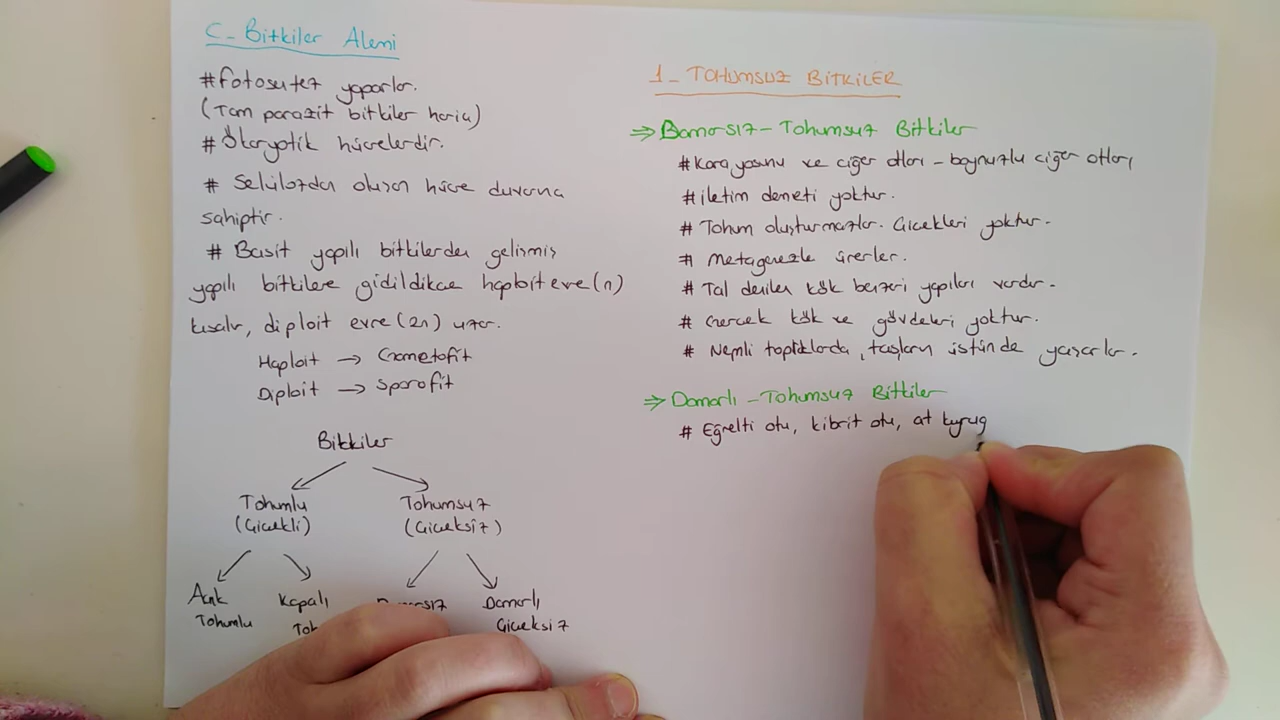 C- Bitkiler Alemi
# Fotosentez yaparlar.
(Tam parazit bitkiler hariç)
# Ökaryotik hücrelerdir.
# Selülozdan oluşan hücre duvarına
sahiptir.
# Basit yapılı bitkilerden gelişmiş
yapılı bitkilere gidildikçe haploit evre (n)
kısalır, diploit evre (2n) uzar.
Haploit → Gametofit
Diploit → Sporofit
Bitkiler
Tohumlu
(Çiçekli)
Tohumsuz
(Çiçeksiz)
Açık
Tohumlu
Kapalı
Toh
Damarlı
Çiçeksiz
1- TOHUMSUZ BİTKİLER
⇒ Damarsız-Tohumsuz Bitkiler
# Kara yosunu ve ciğer otları - boynuzlu ciğer otları
# İletim demeti yoktur.
# Tohum oluşturmazlar. Çiçekleri yoktur.
# Metagenezle ürerler.
# Tal denilen kök benzeri yapıları vardır.
# Gerçek kök ve gövdeleri yoktur.
# Nemli topraklarda, taşların üstünde yaşarlar.
⇒ Damarlı-Tohumsuz Bitkiler
# Eğrelti otu, kibrit otu, at kuyruğ